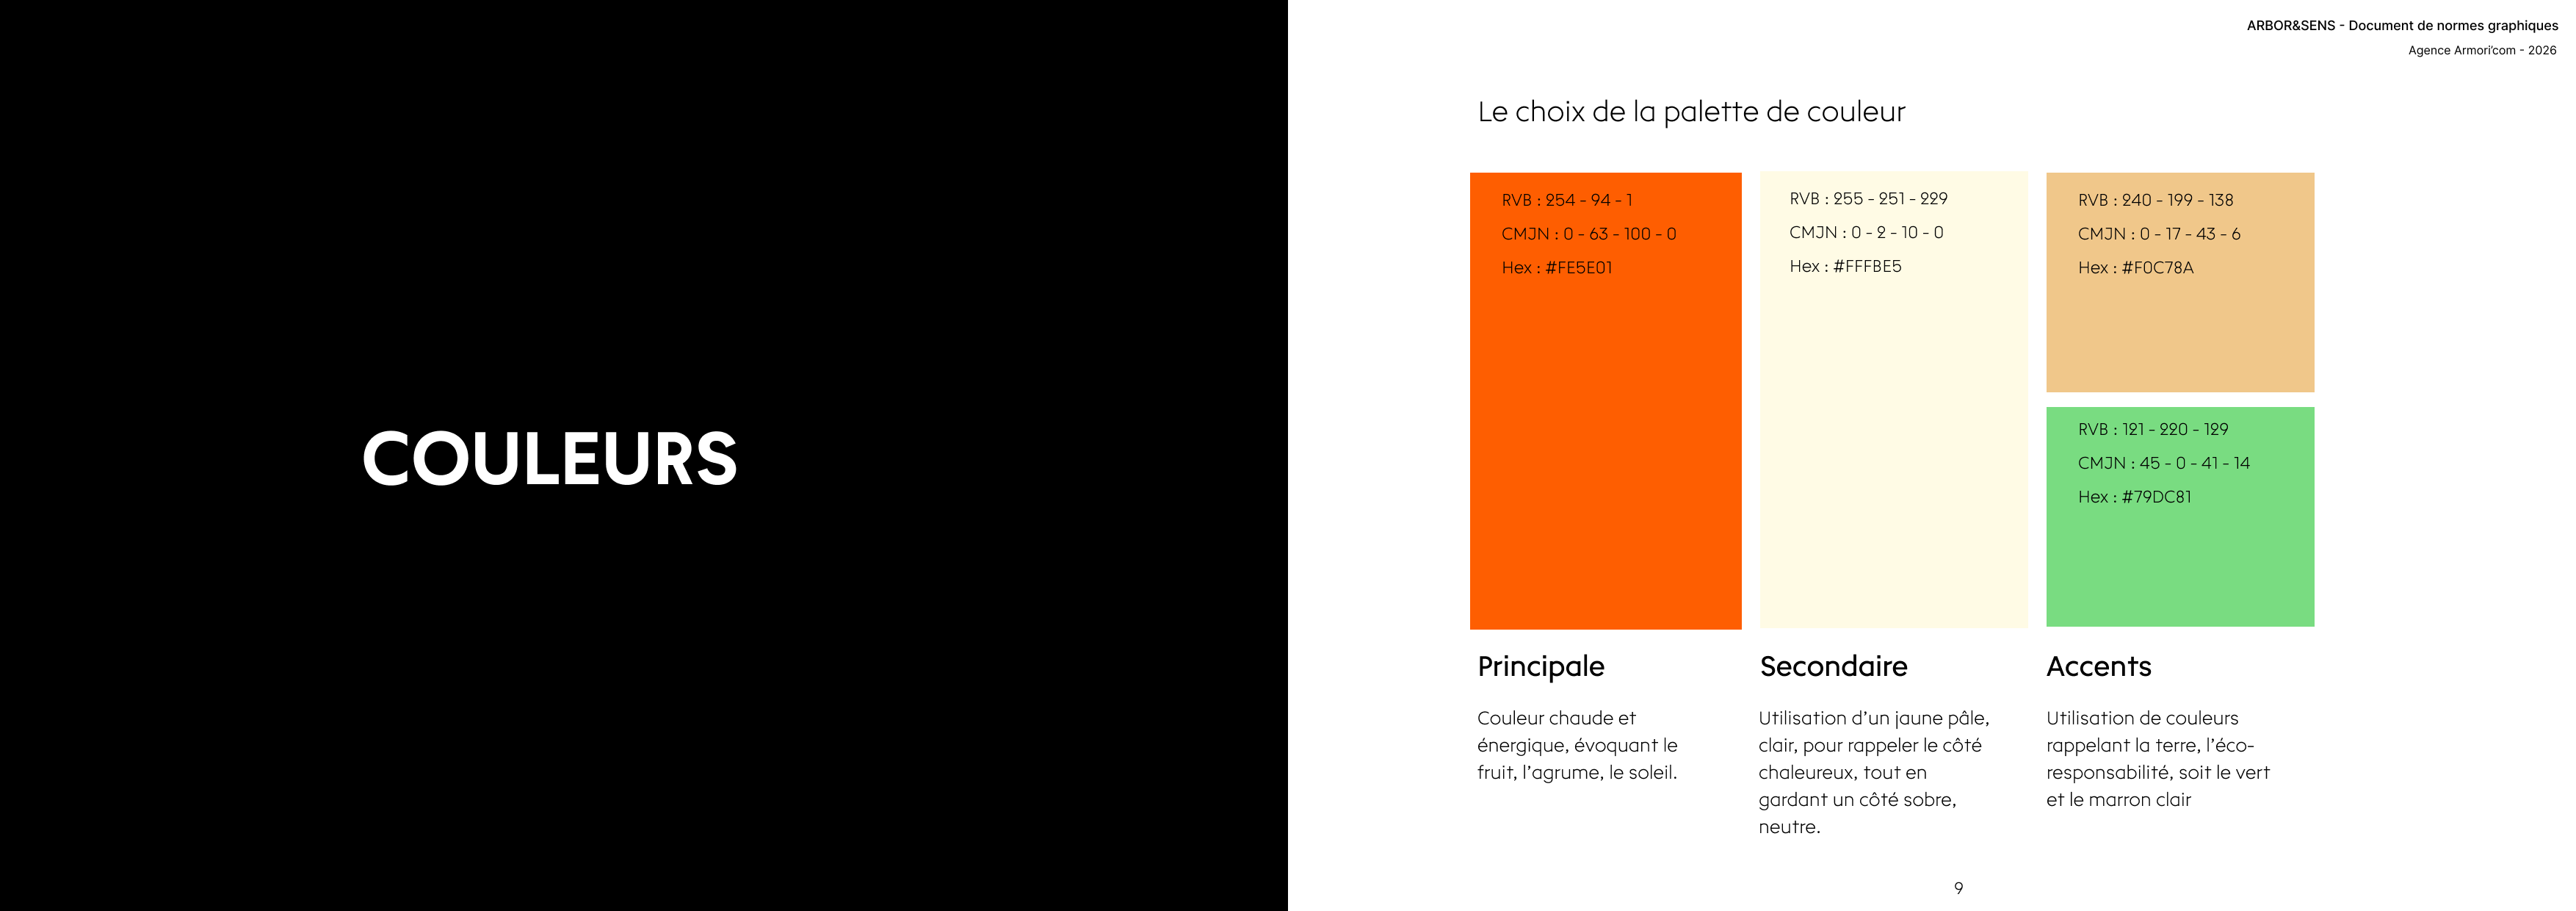 COULEURS
ARBOR&SENS - Document de normes graphiques
Agence Armori'com - 2026
Le choix de la palette de couleur
RVB : 254 - 94 - 1
CMJN : 0 - 63 - 100 - 0
Hex : #FE5E01
RVB : 255 - 251 - 229
CMJN : 0 - 2 - 10 - 0
Hex : #FFFBE5
RVB : 240 - 199 - 138
CMJN : 0 - 17 - 43 - 6
Hex : #F0C78A
RVB : 121 - 220 - 129
CMJN : 45 - 0 - 41 - 14
Hex : #79DC81
Principale
Couleur chaude et
énergique, évoquant le
fruit, l’agrume, le soleil.
Secondaire
Utilisation d’un jaune pâle,
clair, pour rappeler le côté
chaleureux, tout en
gardant un côté sobre,
neutre.
Accents
Utilisation de couleurs
rappelant la terre, l’éco-
responsabilité, soit le vert
et le marron clair
9